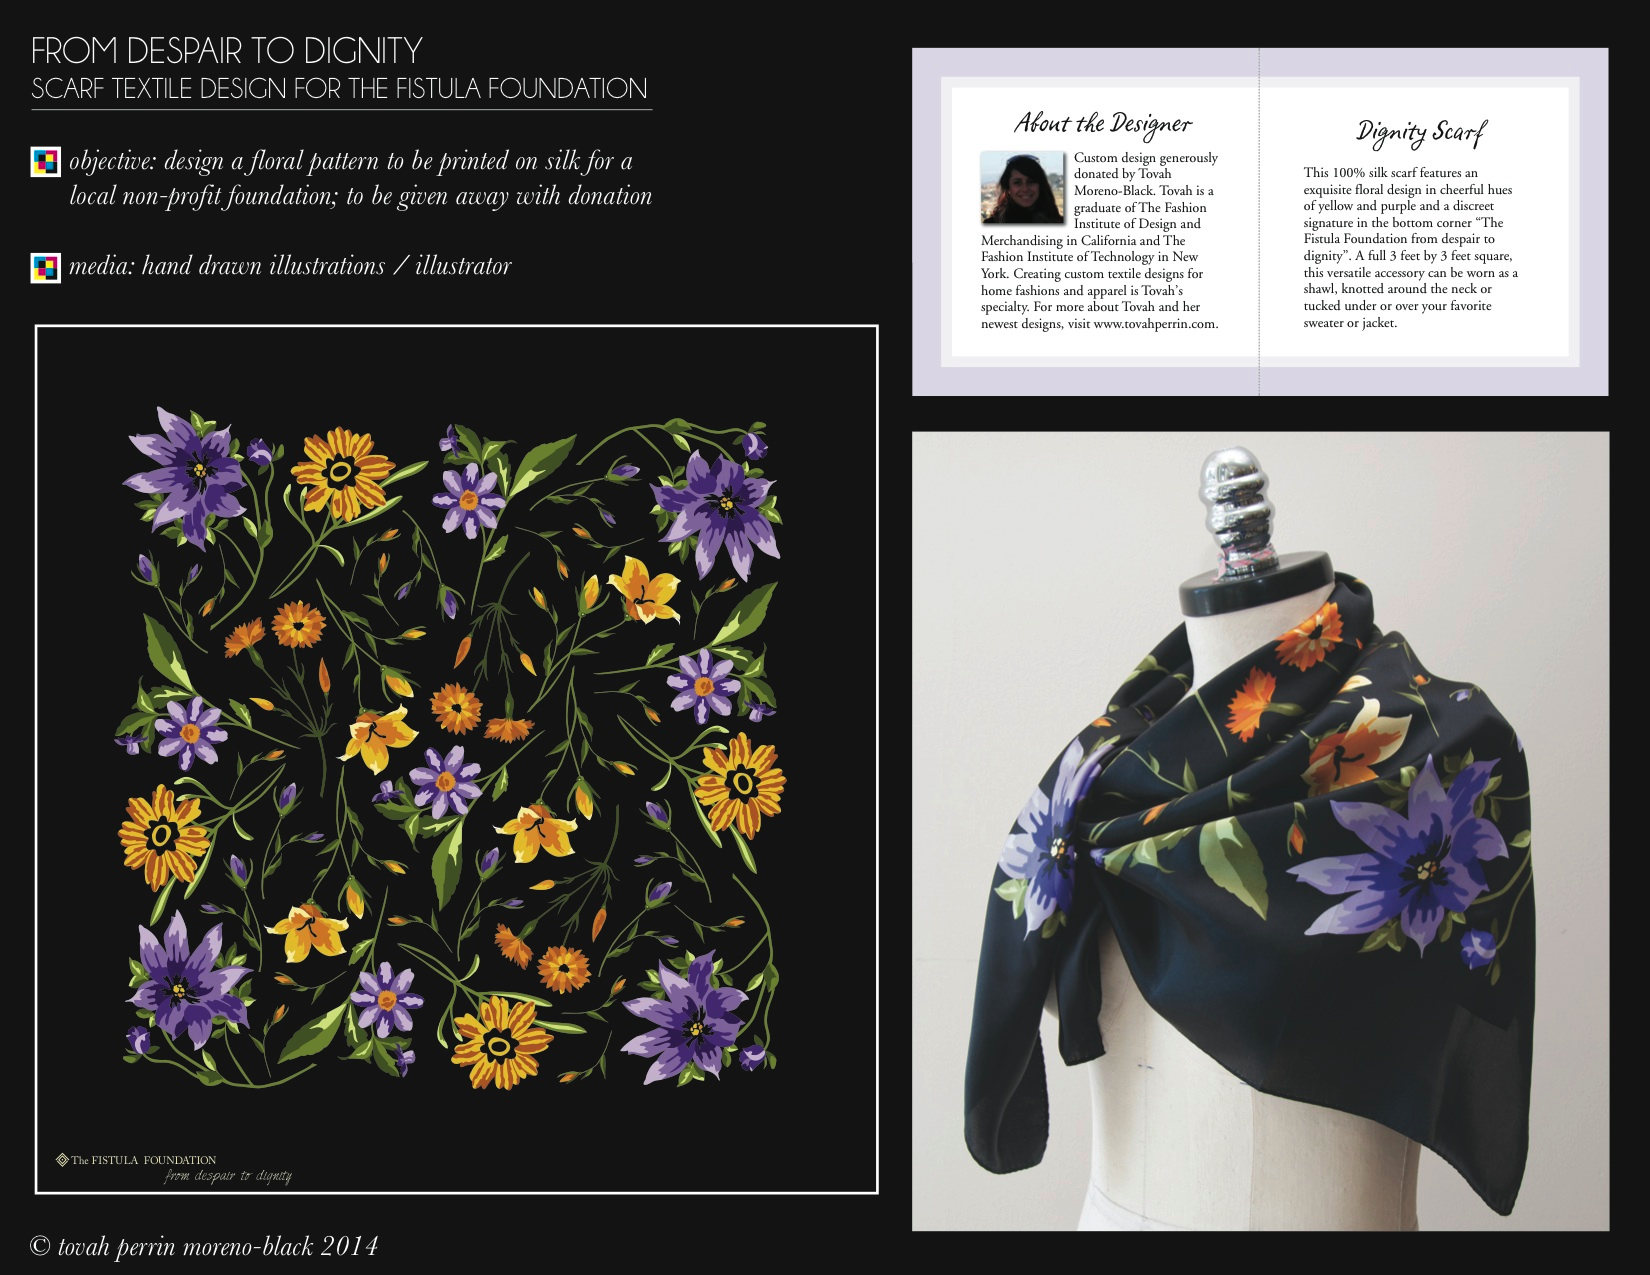 FROM DESPAIR TO DIGNITY
SCARF TEXTILE DESIGN FOR THE FISTULA FOUNDATION
objective: design a floral pattern to be printed on silk for a
local non-profit foundation; to be given away with donation
media: hand drawn illustrations / illustrator
The FISTULA FOUNDATION
from despair to dignity
© tovah perrin moreno-black 2014
About the Designer
Custom design generously
donated by Tovah
Moreno-Black. Tovah is a
graduate of The Fashion
Institute of Design and
Merchandising in California and The
Fashion Institute of Technology in New
York. Creating custom textile designs for
home fashions and apparel is Tovah's
specialty. For more about Tovah and her
newest designs, visit www.tovahperrin.com.
Dignity Scarf
This 100% silk scarf features an
exquisite floral design in cheerful hues
of yellow and purple and a discreet
signature in the bottom corner “The
Fistula Foundation from despair to
dignity”. A full 3 feet by 3 feet square,
this versatile accessory can be worn as a
shawl, knotted around the neck or
tucked under or over your favorite
sweater or jacket.